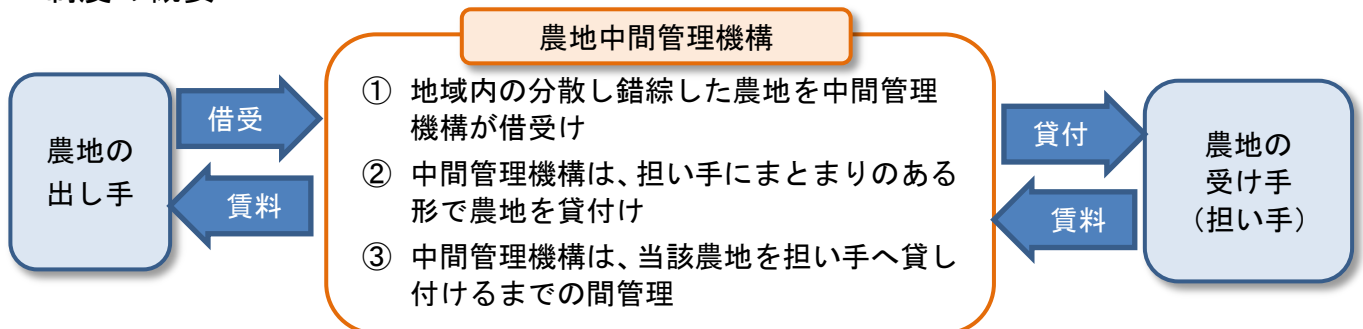 農地中間管理機構
農地の
出し手
借受
賃料
① 地域内の分散し錯綜した農地を中間管理
機構が借受け
② 中間管理機構は、担い手にまとまりのある
形で農地を貸付け
③ 中間管理機構は、当該農地を担い手へ貸し
付けるまでの間管理
貸付
賃料
農地の
受け手
(担い手)